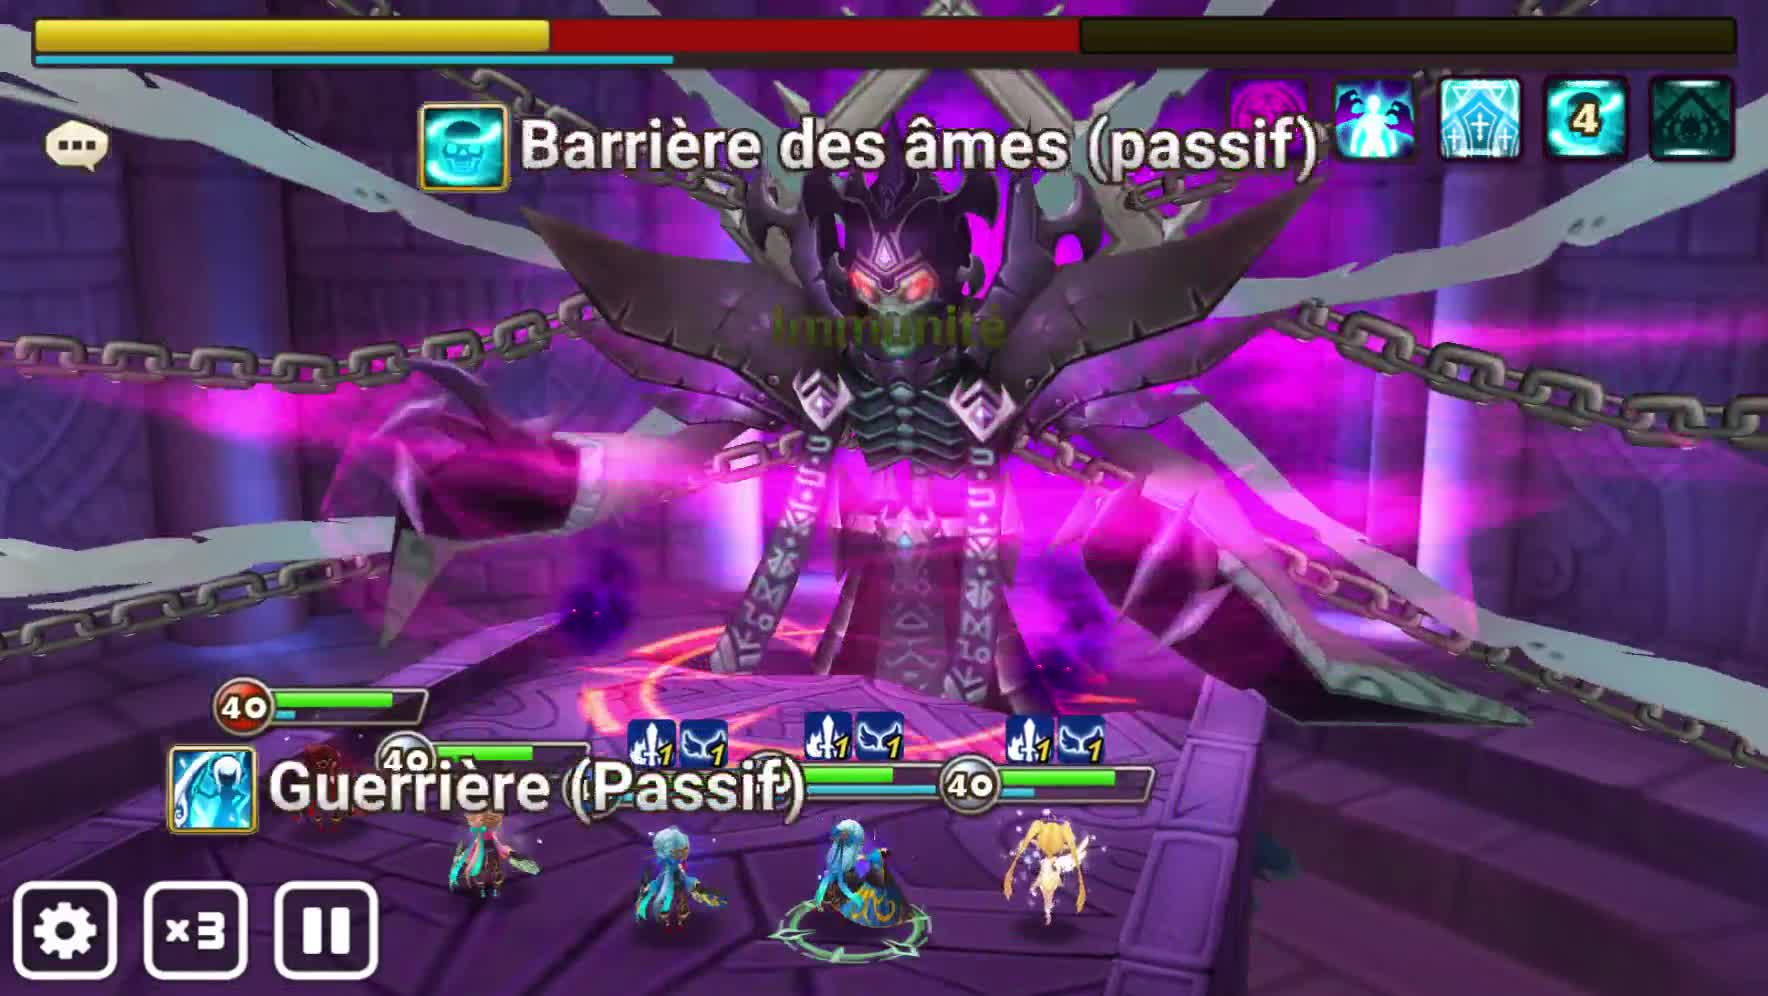 4
Barrière des âmes (passif)
Immunité
40
40
1 1 1 1 1 1
40
Guerrière (Passif)
×3